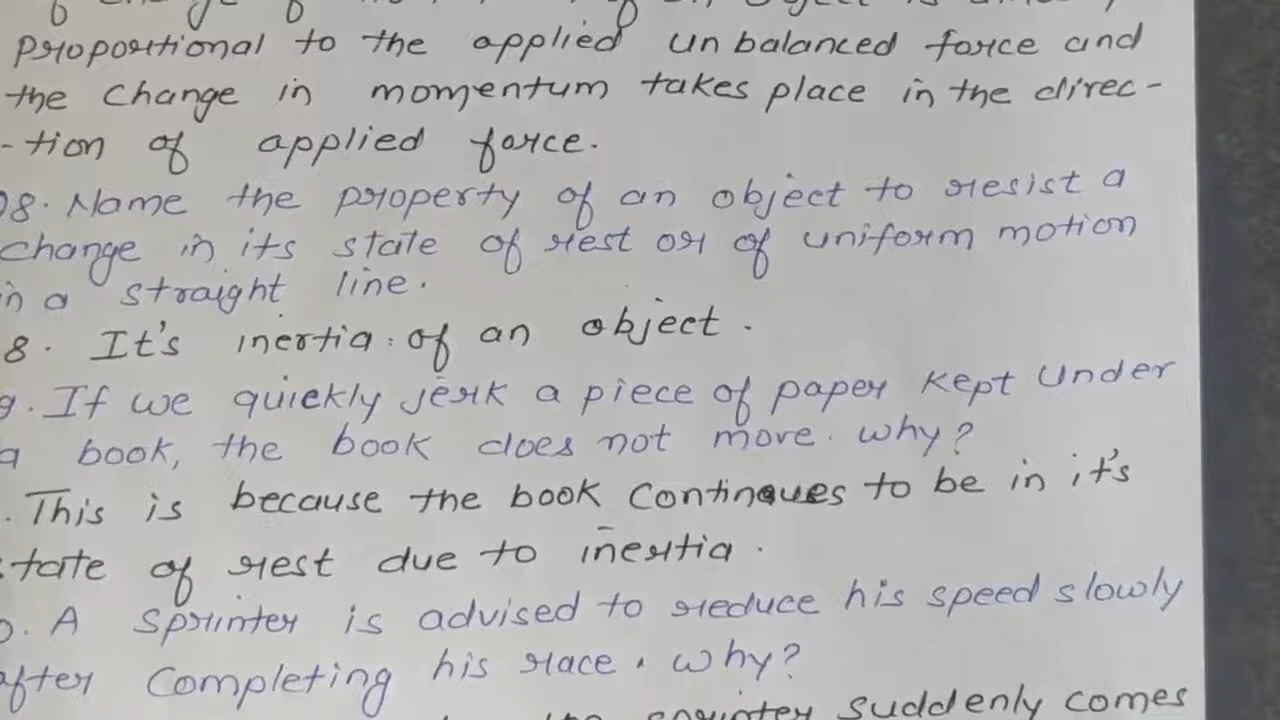 proportional to the applied unbalanced force and
the change in momentum takes place in the direc-
-tion of applied force.
8. Name the property of an object to resist a
change in its state of rest or of uniform motion
in a straight line.
8. It's inertia of an object.
9. If we quickly jerk a piece of paper kept under
a book, the book does not move. why?
. This is because the book continues to be in it's
state of rest due to inertia.
. A sprinter is advised to reduce his speed slowly
after completing his race. why?
sprinter suddenly comes